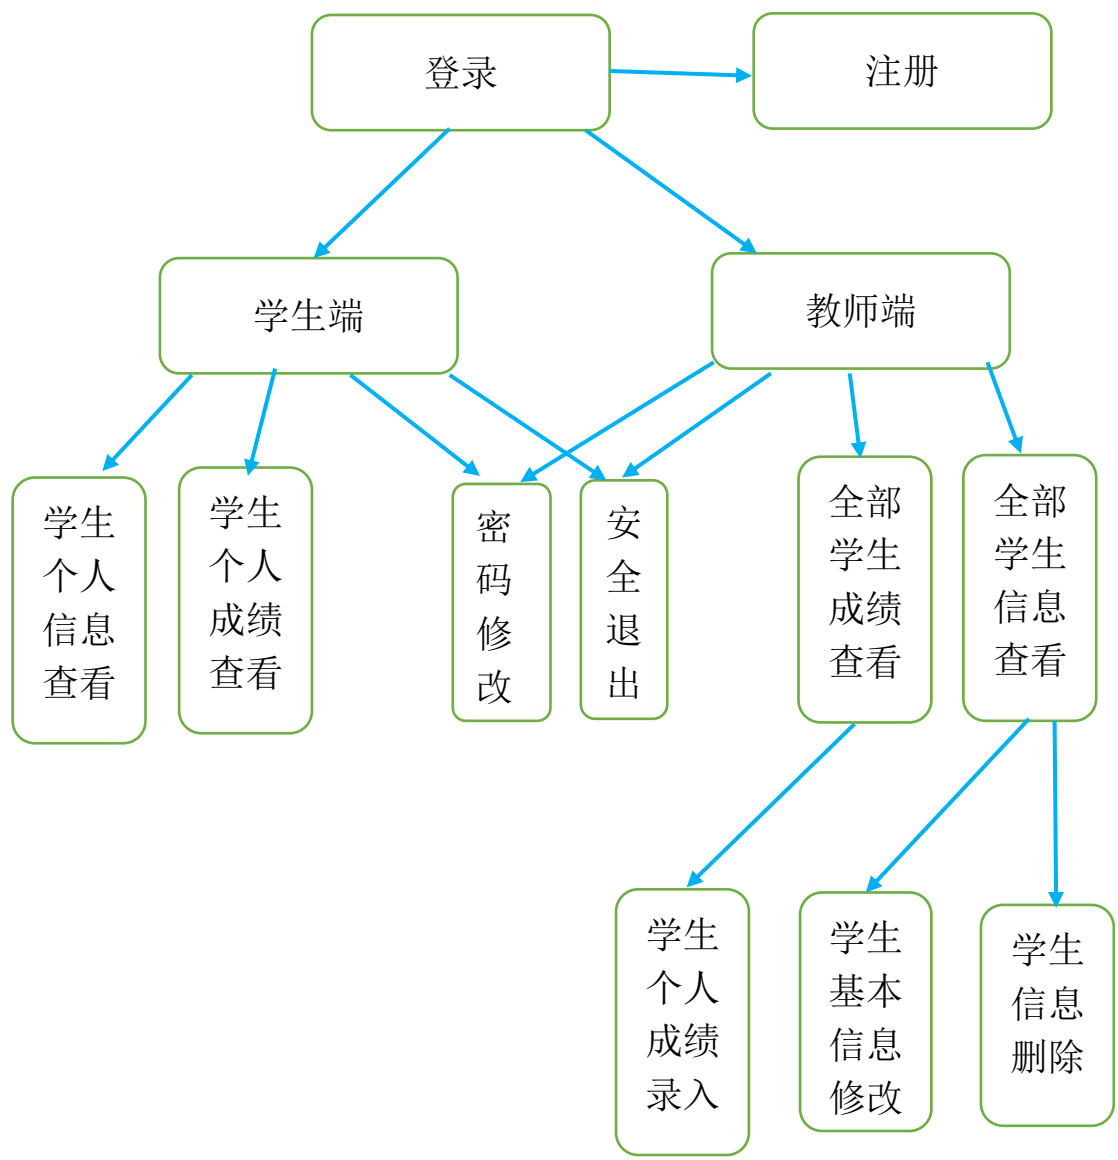 登录
注册
学生端
教师端
学生
个人
信息
查看
学生
个人
成绩
查看
密
码
修
改
安
全
退
出
全部
学生
成绩
查看
全部
学生
信息
查看
学生
个人
成绩
录入
学生
基本
信息
修改
学生
信息
删除